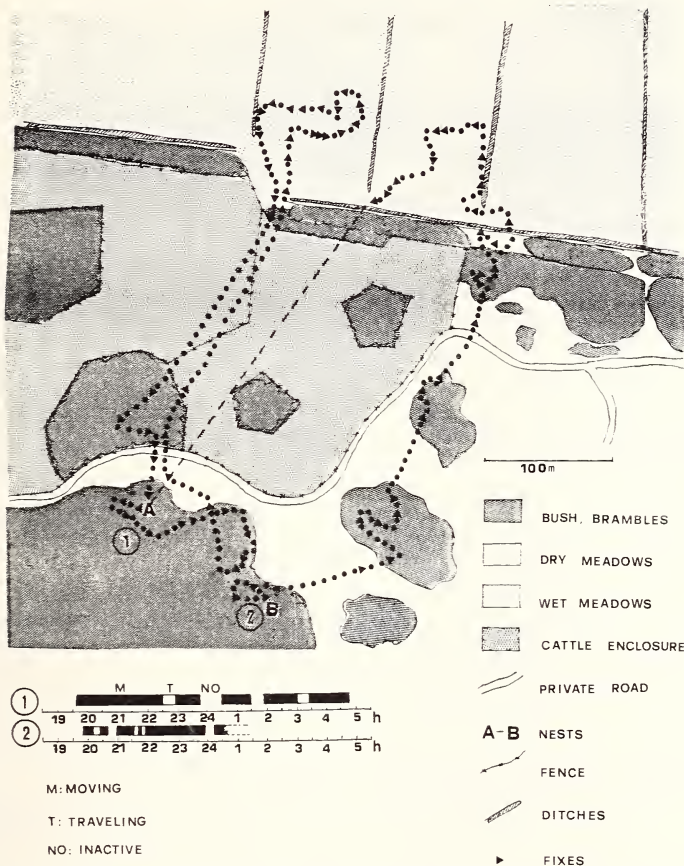 A
1
B
2
100m
BUSH, BRAMBLES
DRY MEADOWS
WET MEADOWS
CATTLE ENCLOSURE
PRIVATE ROAD
A-B NESTS
FENCE
DITCHES
FIXES
M T NO
1
19 20 21 22 23 24 1 2 3 4 5 h
2
19 20 21 22 23 24 1 2 3 4 5 h
M: MOVING
T: TRAVELING
NO: INACTIVE